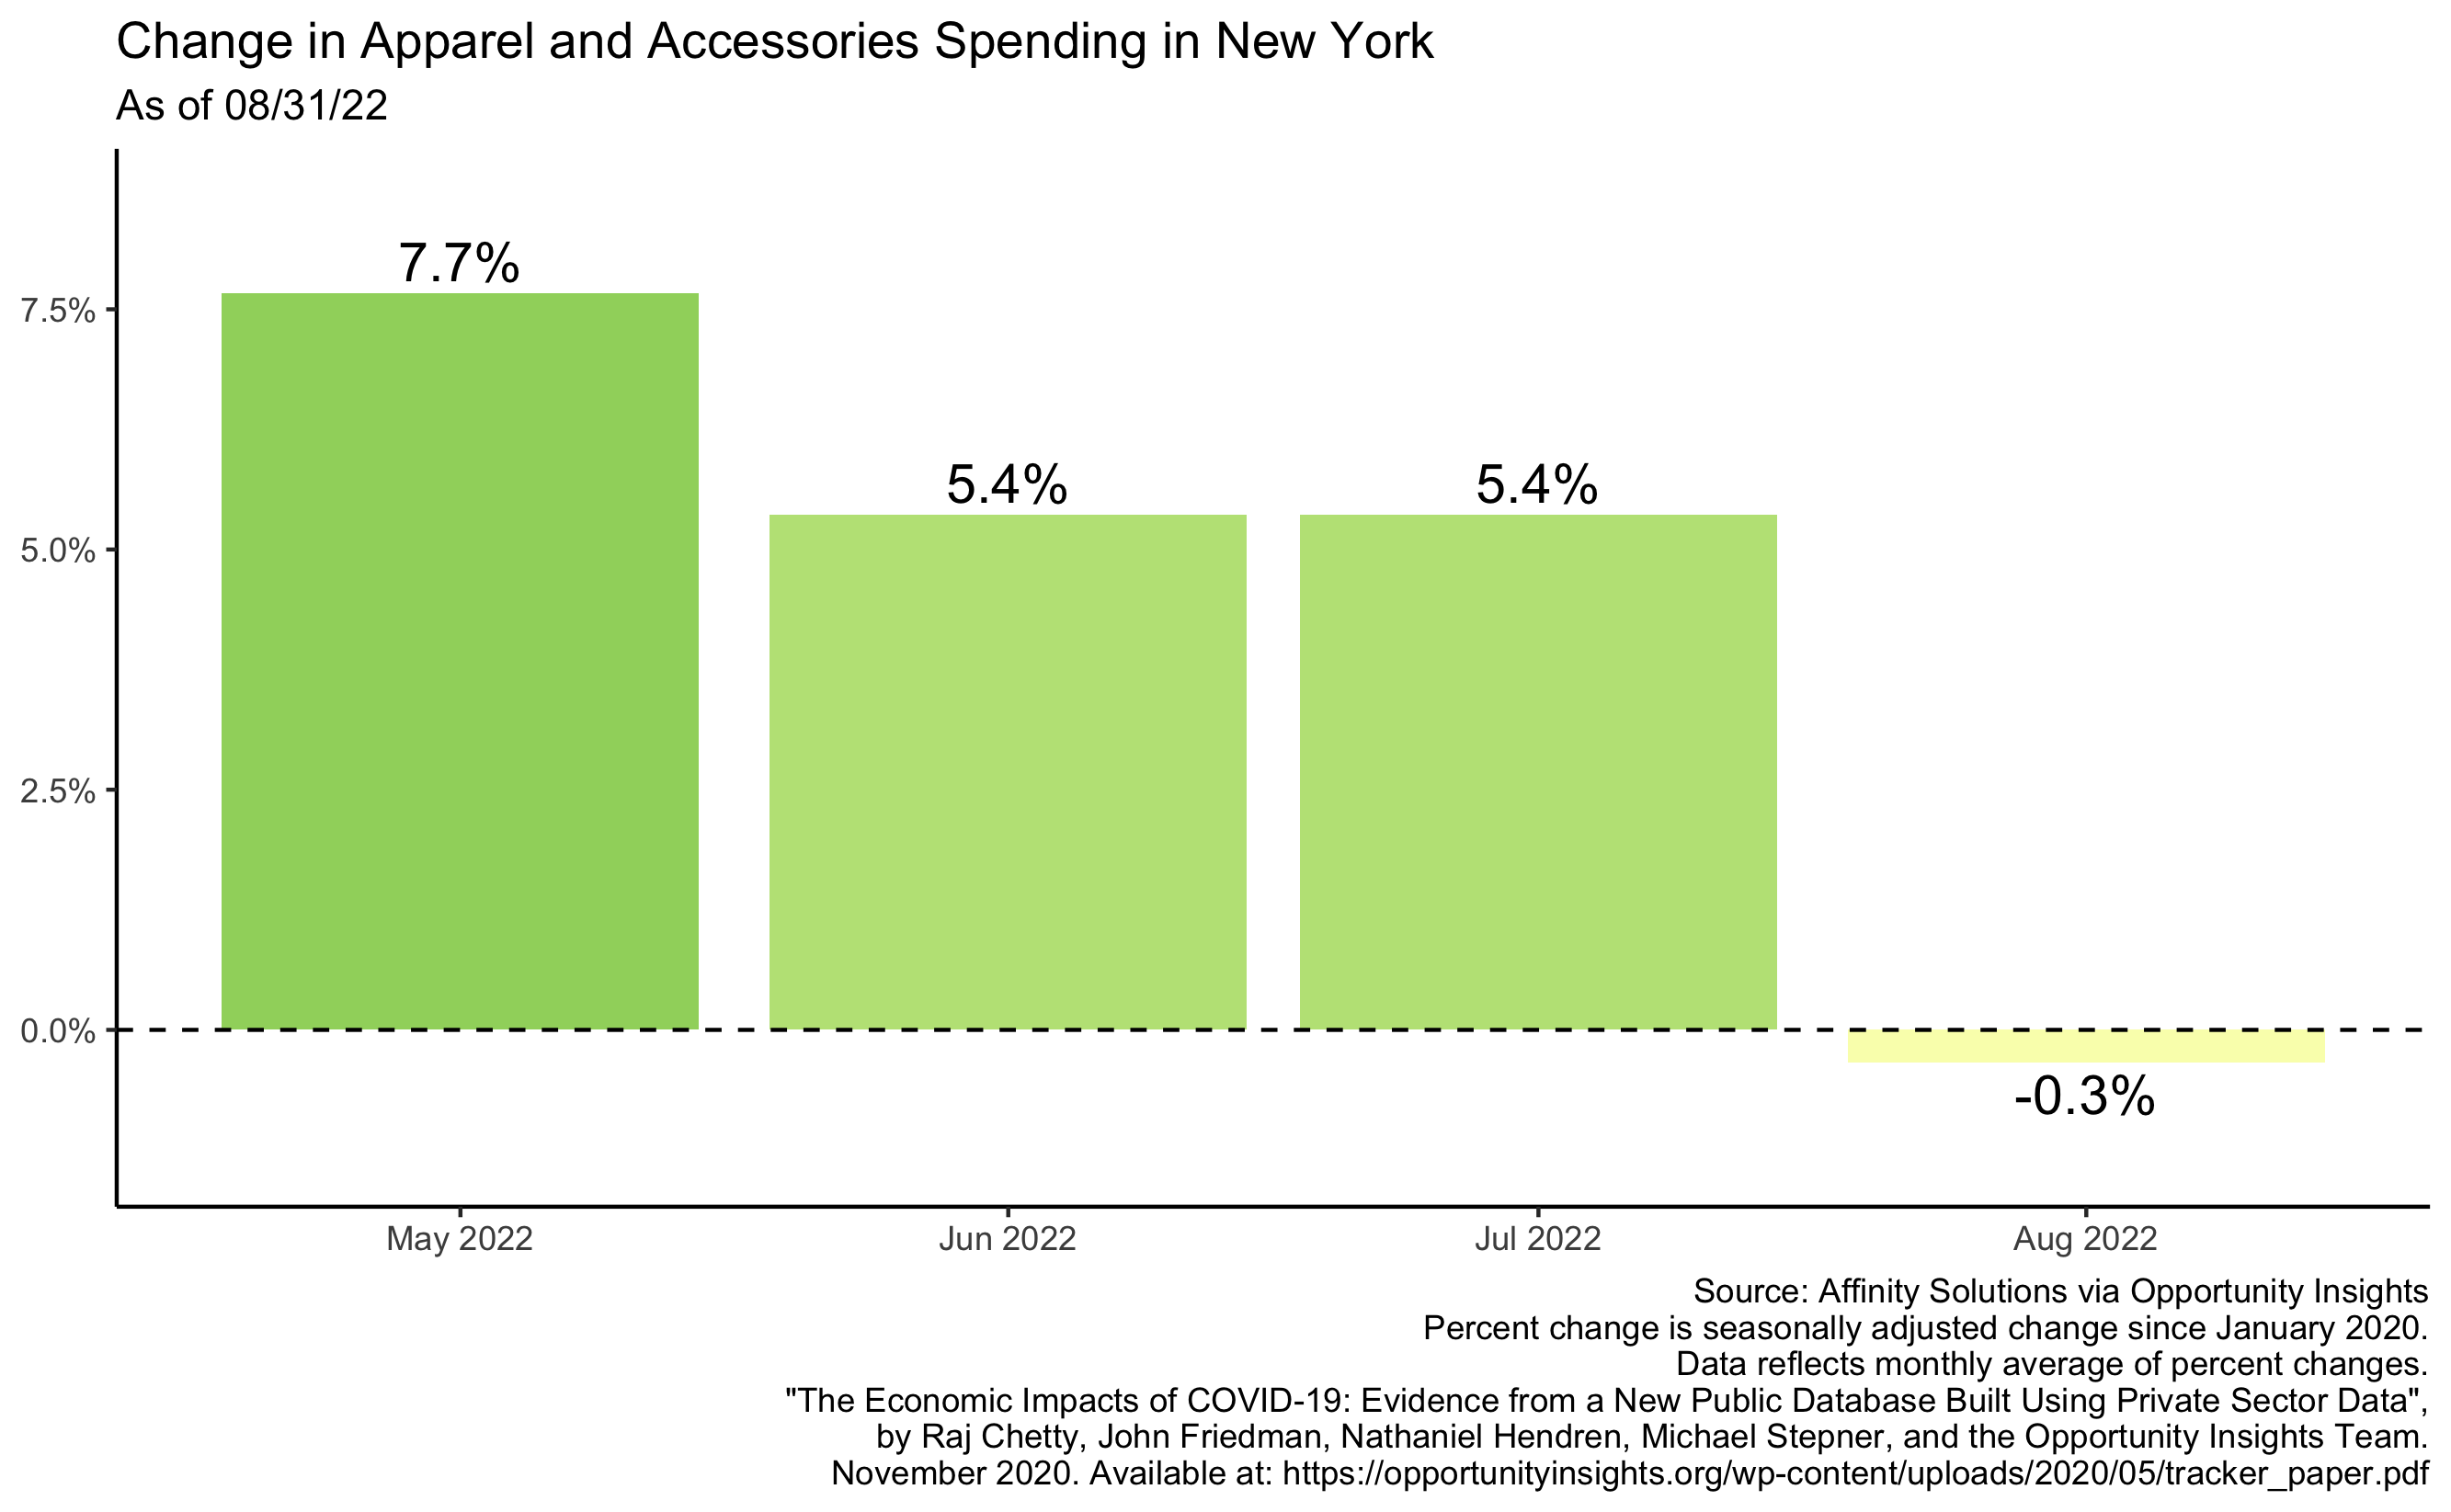 Change in Apparel and Accessories Spending in New York
As of 08/31/22
7.7%
7.5%
5.4%
5.4%
5.0%
2.5%
0.0%
-0.3%
May 2022
Jun 2022
Jul 2022
Aug 2022
Source: Affinity Solutions via Opportunity Insights
Percent change is seasonally adjusted change since January 2020.
Data reflects monthly average of percent changes.
"The Economic Impacts of COVID-19: Evidence from a New Public Database Built Using Private Sector Data",
by Raj Chetty, John Friedman, Nathaniel Hendren, Michael Stepner, and the Opportunity Insights Team.
November 2020. Available at: https://opportunityinsights.org/wp-content/uploads/2020/05/tracker_paper.pdf